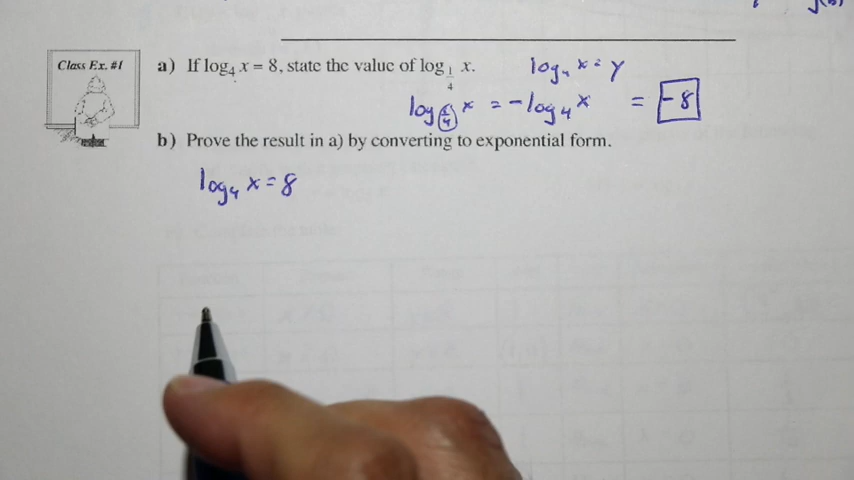 Class Ex. #1
a) If log₄ x = 8, state the value of log_{1/4} x.
log₄ x = y
log_{1/4} x = -log₄ x = -8
b) Prove the result in a) by converting to exponential form.
log₄ x = 8